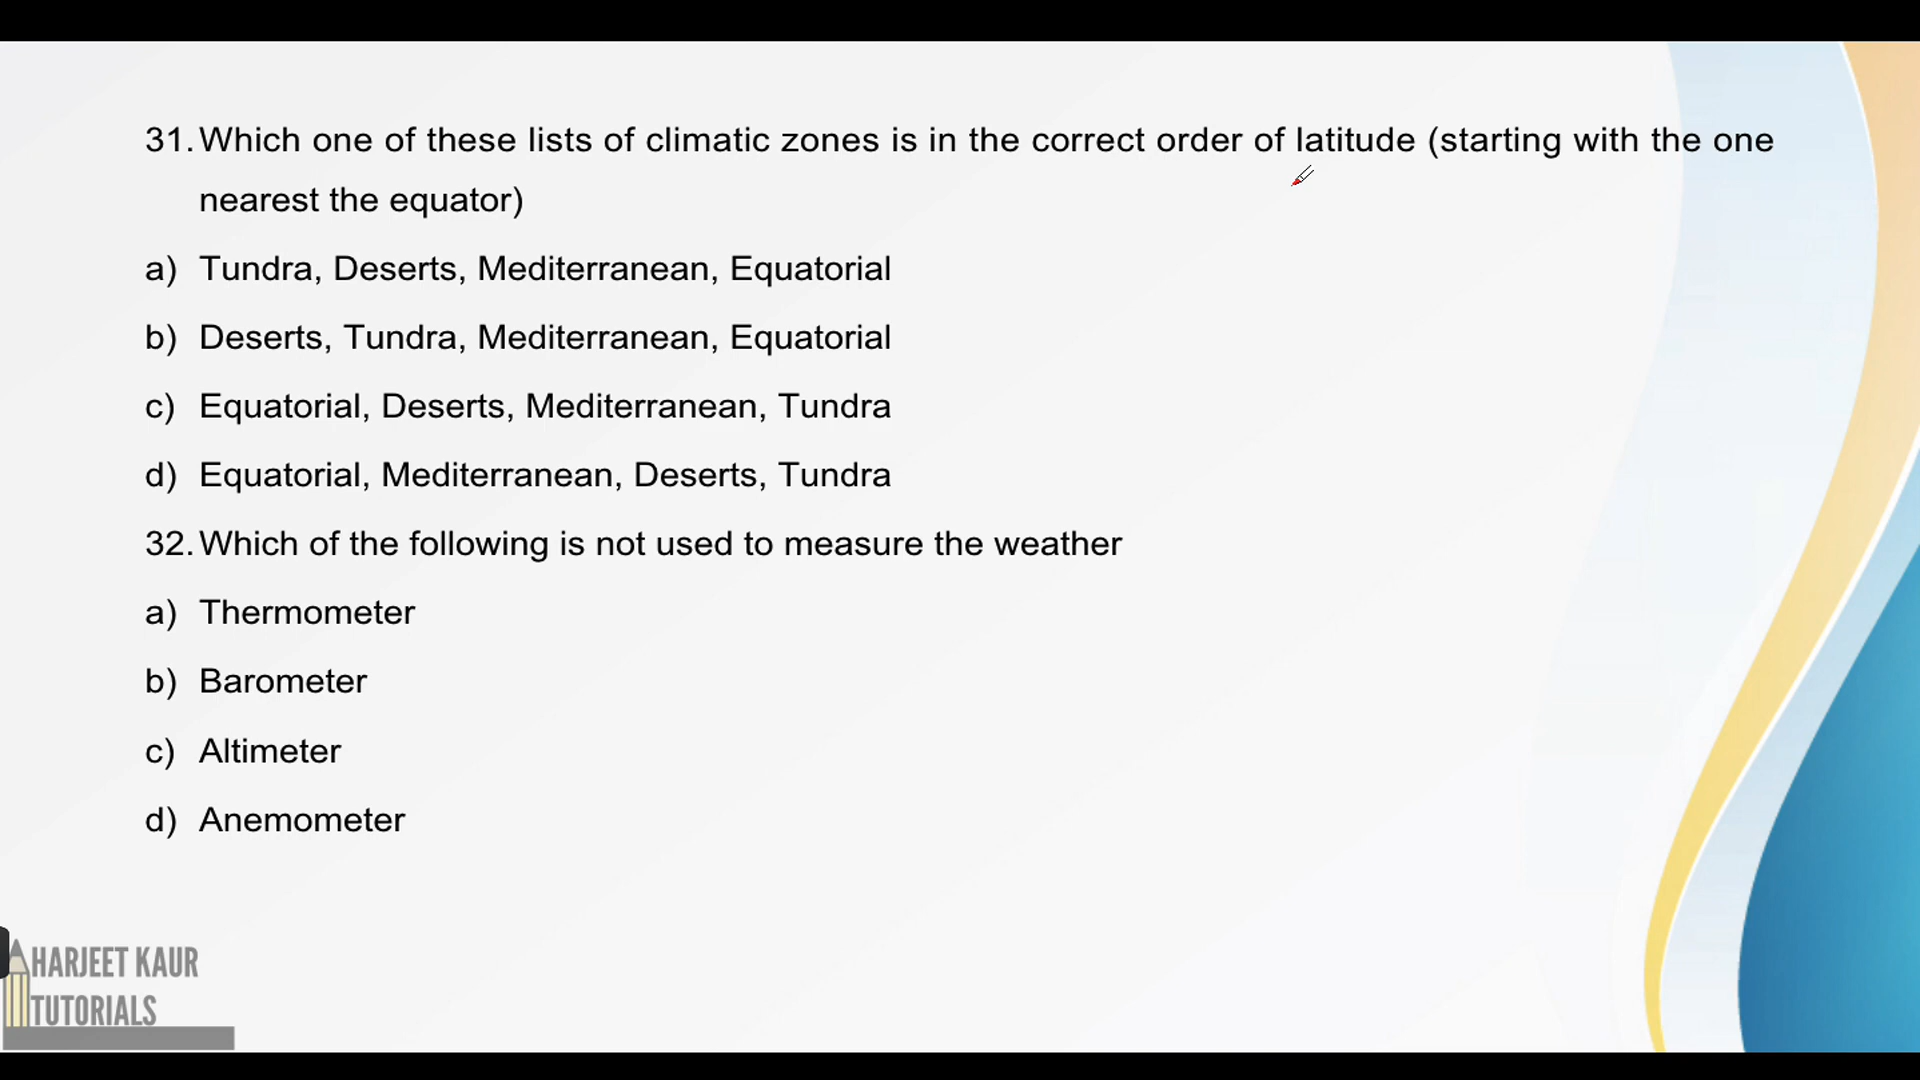 31. Which one of these lists of climatic zones is in the correct order of latitude (starting with the one
nearest the equator)
a) Tundra, Deserts, Mediterranean, Equatorial
b) Deserts, Tundra, Mediterranean, Equatorial
c) Equatorial, Deserts, Mediterranean, Tundra
d) Equatorial, Mediterranean, Deserts, Tundra
32. Which of the following is not used to measure the weather
a) Thermometer
b) Barometer
c) Altimeter
d) Anemometer
HARJEET KAUR
TUTORIALS